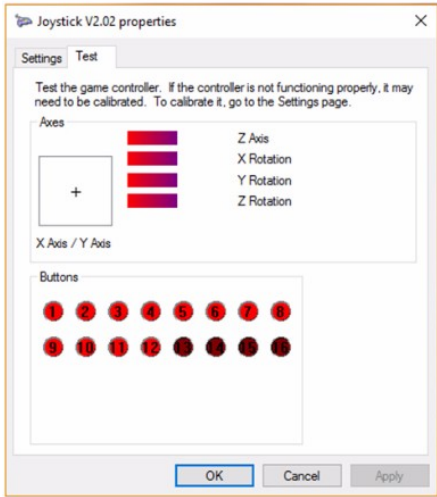 Joystick V2.02 properties
Settings Test
Test the game controller. If the controller is not functioning properly, it may
need to be calibrated. To calibrate it, go to the Settings page.
Axes
Z Axis
X Rotation
Y Rotation
Z Rotation
X Axis / Y Axis
Buttons
1 2 3 4 5 6 7 8
9 10 11 12 13 14 15 16
OK Cancel Apply